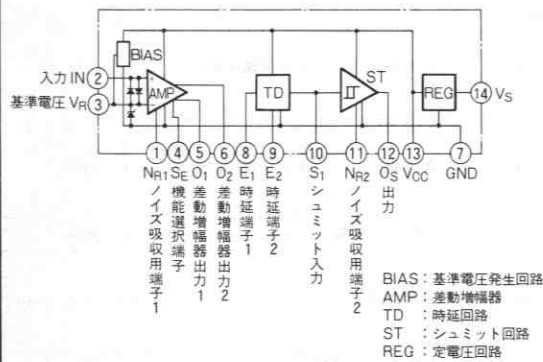 BIAS
入力 IN ②
AMP
基準電圧 VR ③
TD
ST
REG
⑭ VS
① NR1 ノイズ吸収用端子1
④ SE 機能選択端子
⑤ O1 差動増幅器出力1
⑥ O2 差動増幅器出力2
⑧ E1 時延端子1
⑨ E2 時延端子2
⑩ S1 シュミット入力
⑪ NR2 ノイズ吸収用端子2
⑫ OS 出力
⑬ VCC
⑦ GND
BIAS : 基準電圧発生回路
AMP : 差動増幅器
TD : 時延回路
ST : シュミット回路
REG : 定電圧回路